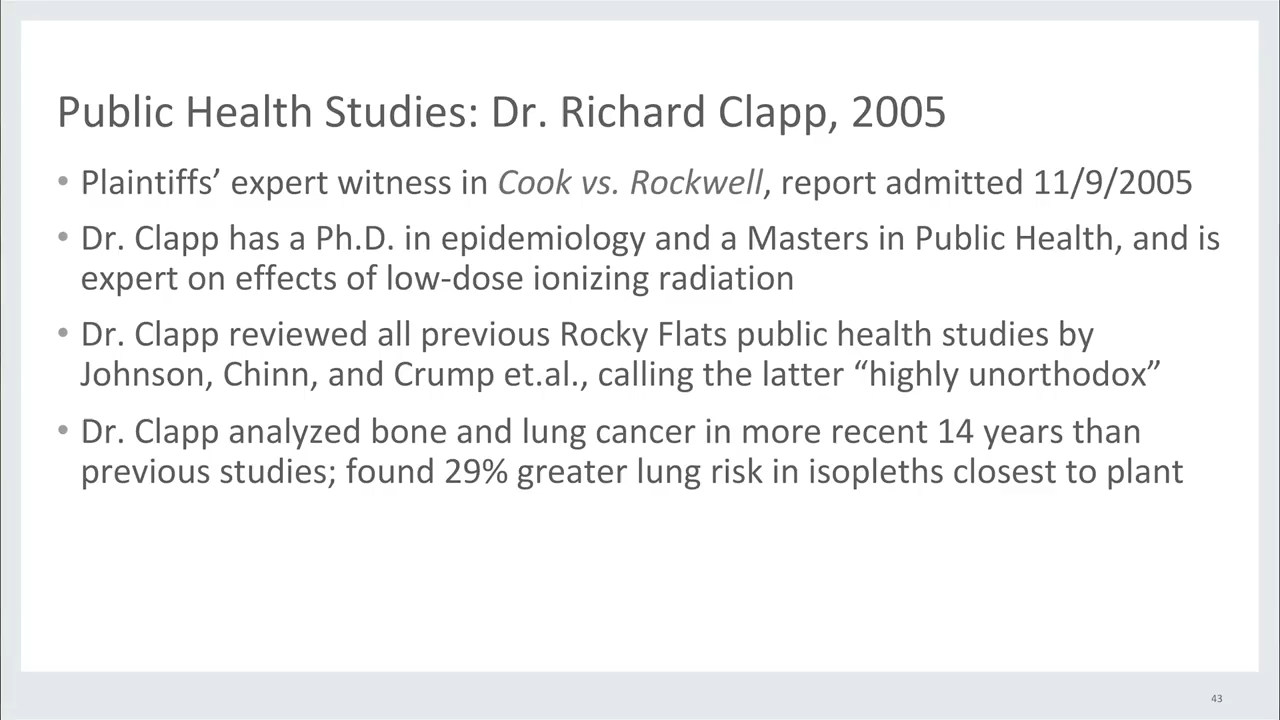 Public Health Studies: Dr. Richard Clapp, 2005
• Plaintiffs’ expert witness in Cook vs. Rockwell, report admitted 11/9/2005
• Dr. Clapp has a Ph.D. in epidemiology and a Masters in Public Health, and is
expert on effects of low-dose ionizing radiation
• Dr. Clapp reviewed all previous Rocky Flats public health studies by
Johnson, Chinn, and Crump et.al., calling the latter “highly unorthodox”
• Dr. Clapp analyzed bone and lung cancer in more recent 14 years than
previous studies; found 29% greater lung risk in isopleths closest to plant
43